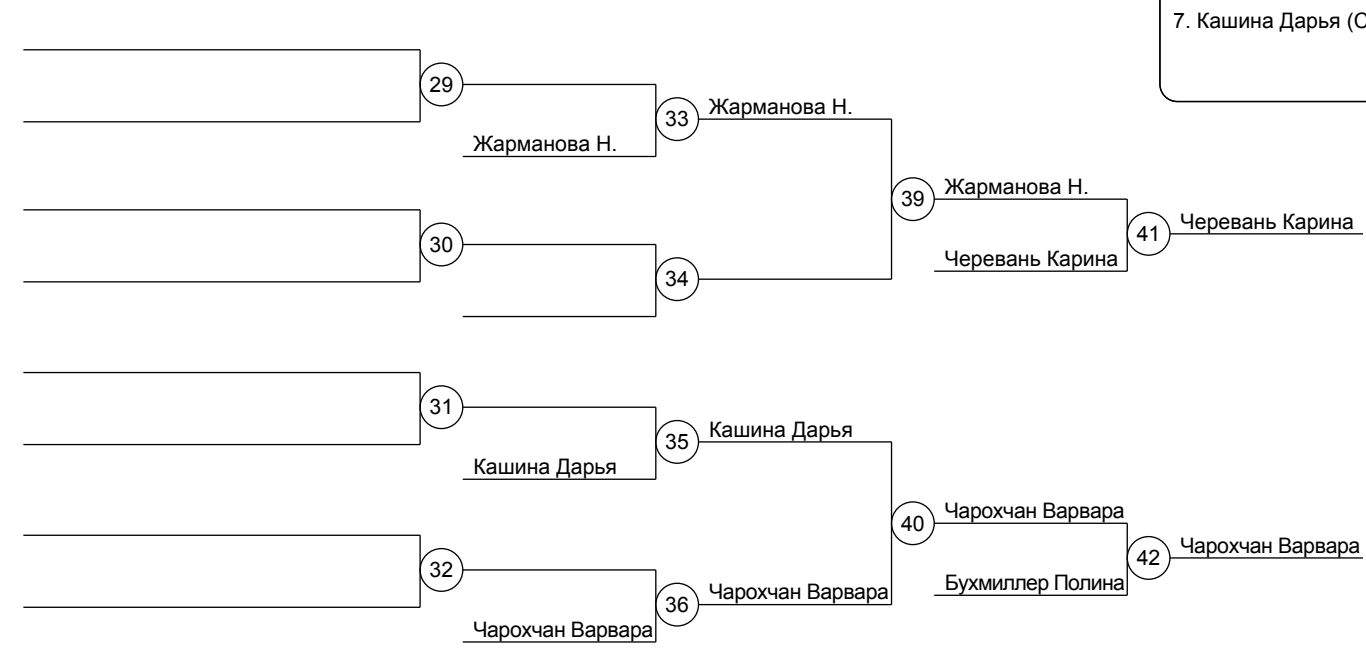 7. Кашина Дарья (С
29
33
Жарманова Н.
Жарманова Н.
39
Жарманова Н.
41
Черевань Карина
30
34
Черевань Карина
31
35
Кашина Дарья
Кашина Дарья
40
Чарохчан Варвара
42
Чарохчан Варвара
32
36
Чарохчан Варвара
Бухмиллер Полина
Чарохчан Варвара